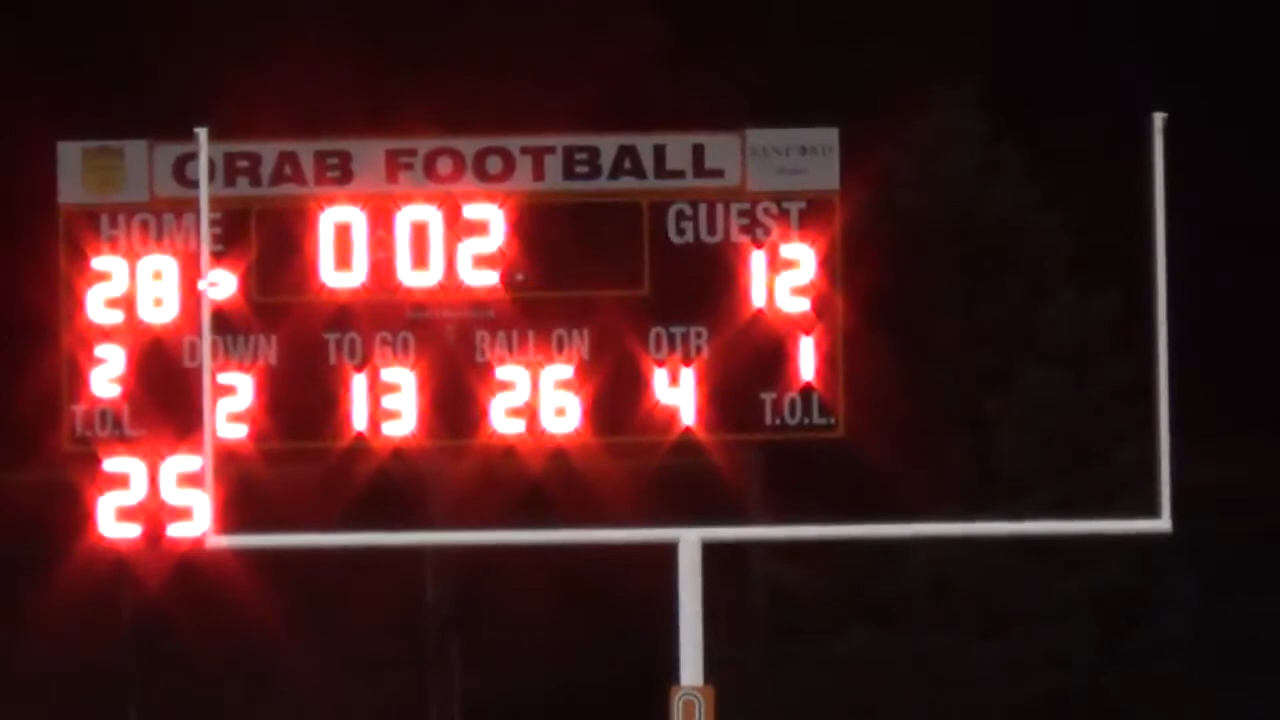 ORAB FOOTBALL
HOME 0 02 GUEST
28 12
DOWN TO GO BALL ON QTR
2 2 13 26 4 1
T.O.L. T.O.L.
25